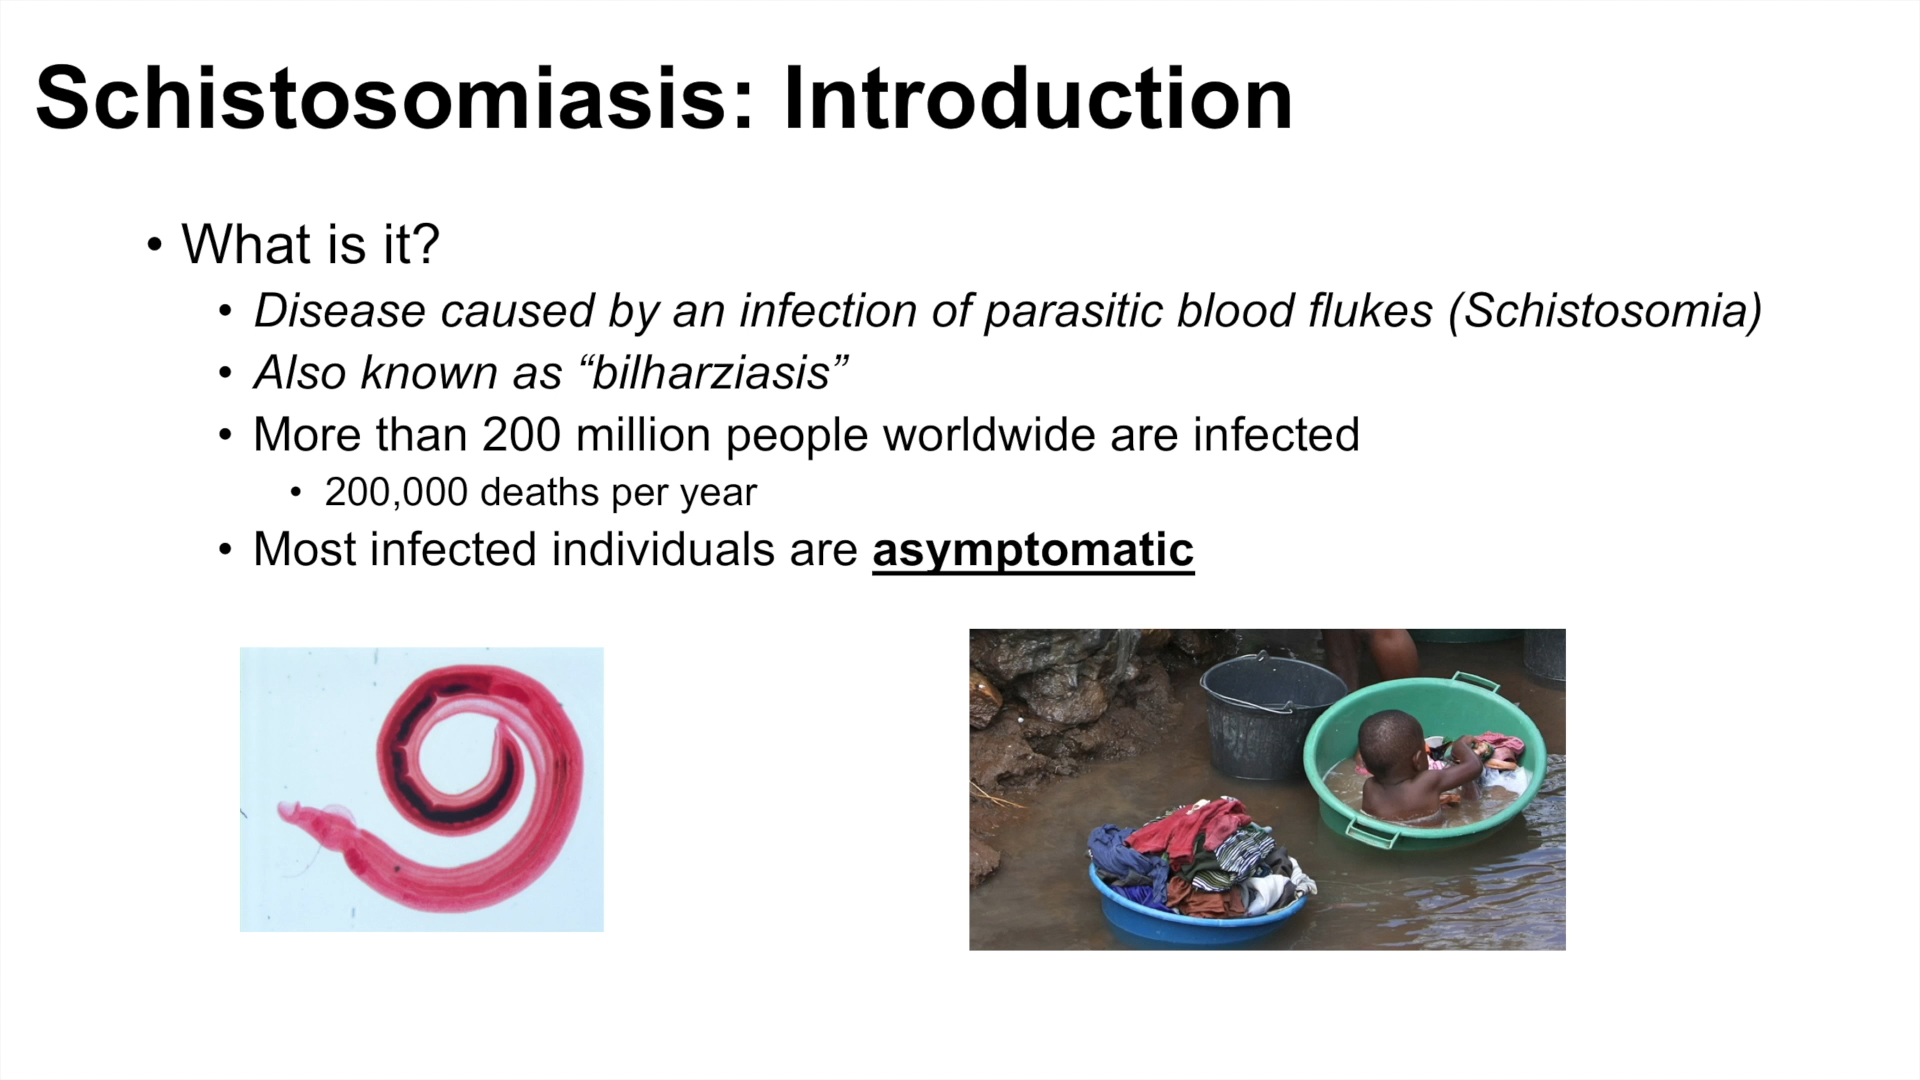 Schistosomiasis: Introduction
• What is it?
• Disease caused by an infection of parasitic blood flukes (Schistosomia)
• Also known as “bilharziasis”
• More than 200 million people worldwide are infected
• 200,000 deaths per year
• Most infected individuals are asymptomatic